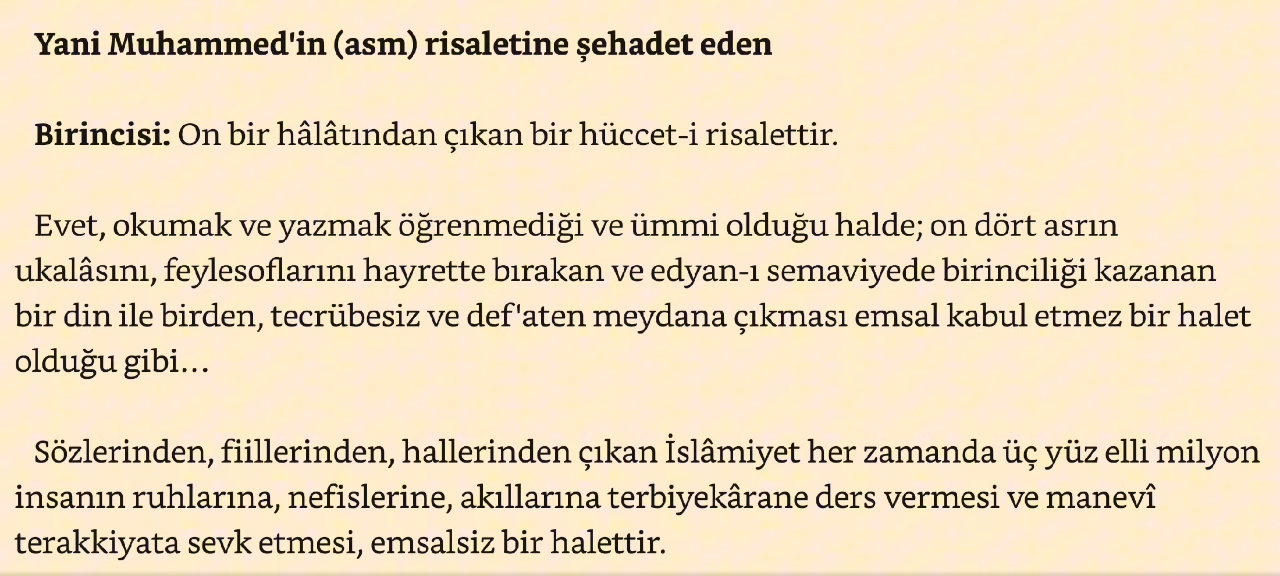 Yani Muhammed'in (asm) risaletine şehadet eden
Birincisi: On bir hâlâtından çıkan bir hüccet-i risalettir.
Evet, okumak ve yazmak öğrenmediği ve ümmi olduğu halde; on dört asrın
ukalâsını, feylesoflarını hayrette bırakan ve edyan-ı semaviyede birinciliği kazanan
bir din ile birden, tecrübesiz ve def'aten meydana çıkması emsal kabul etmez bir halet
olduğu gibi...
Sözlerinden, fiillerinden, hallerinden çıkan İslâmiyet her zamanda üç yüz elli milyon
insanın ruhlarına, nefislerine, akıllarına terbiyekârane ders vermesi ve manevî
terakkiyata sevk etmesi, emsalsiz bir halettir.